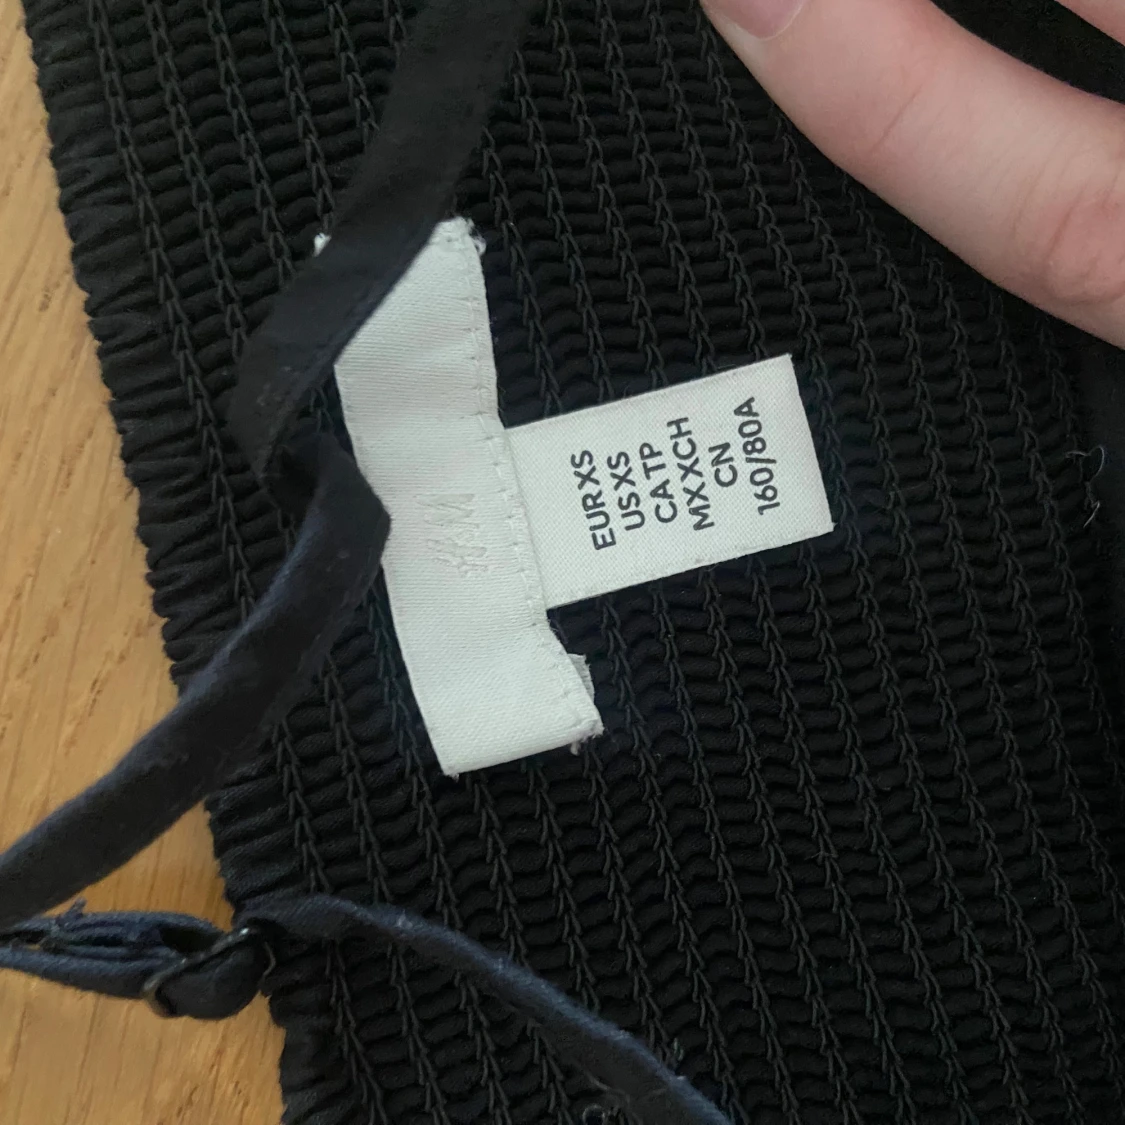 H&M
EUR XS
US XS
CA TP
MX XCH
CN
160/80A